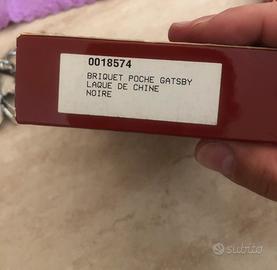 0018574
BRIQUET POCHE GATSBY
LAQUE DE CHINE
NOIRE
subito